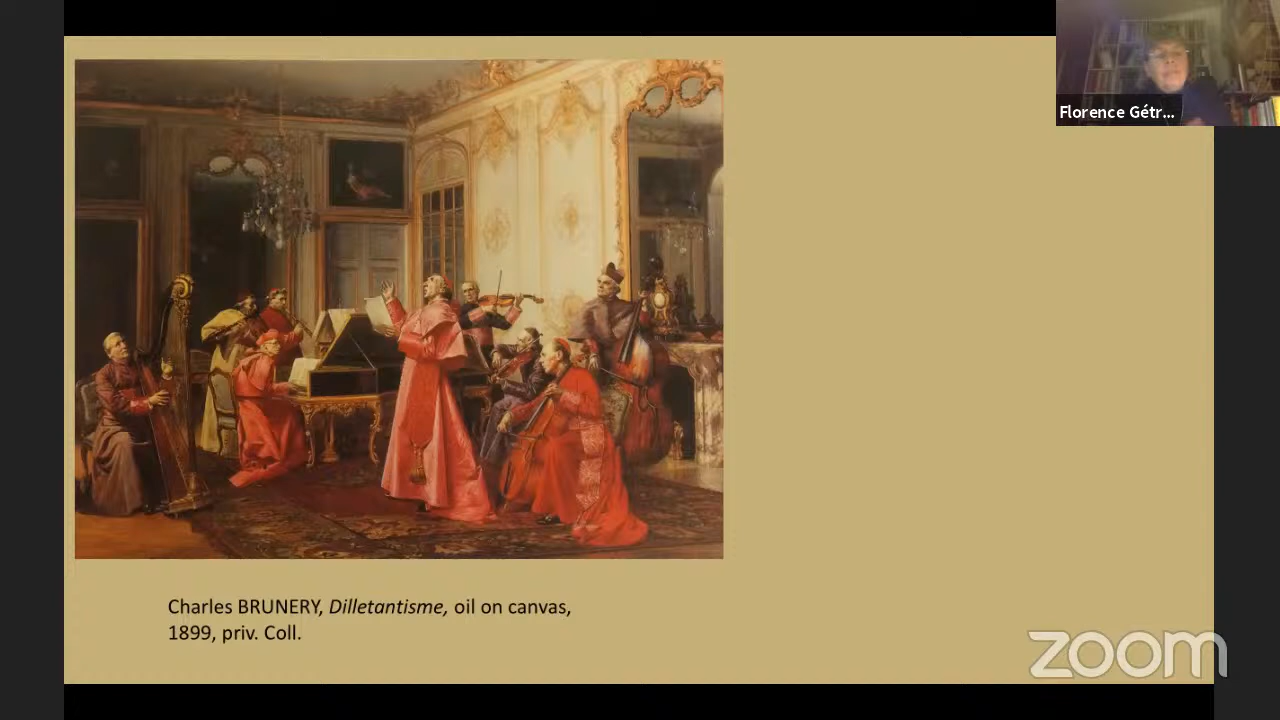 Florence Gétr...
Charles BRUNERY, Dilletantisme, oil on canvas,
1899, priv. Coll.
zoom